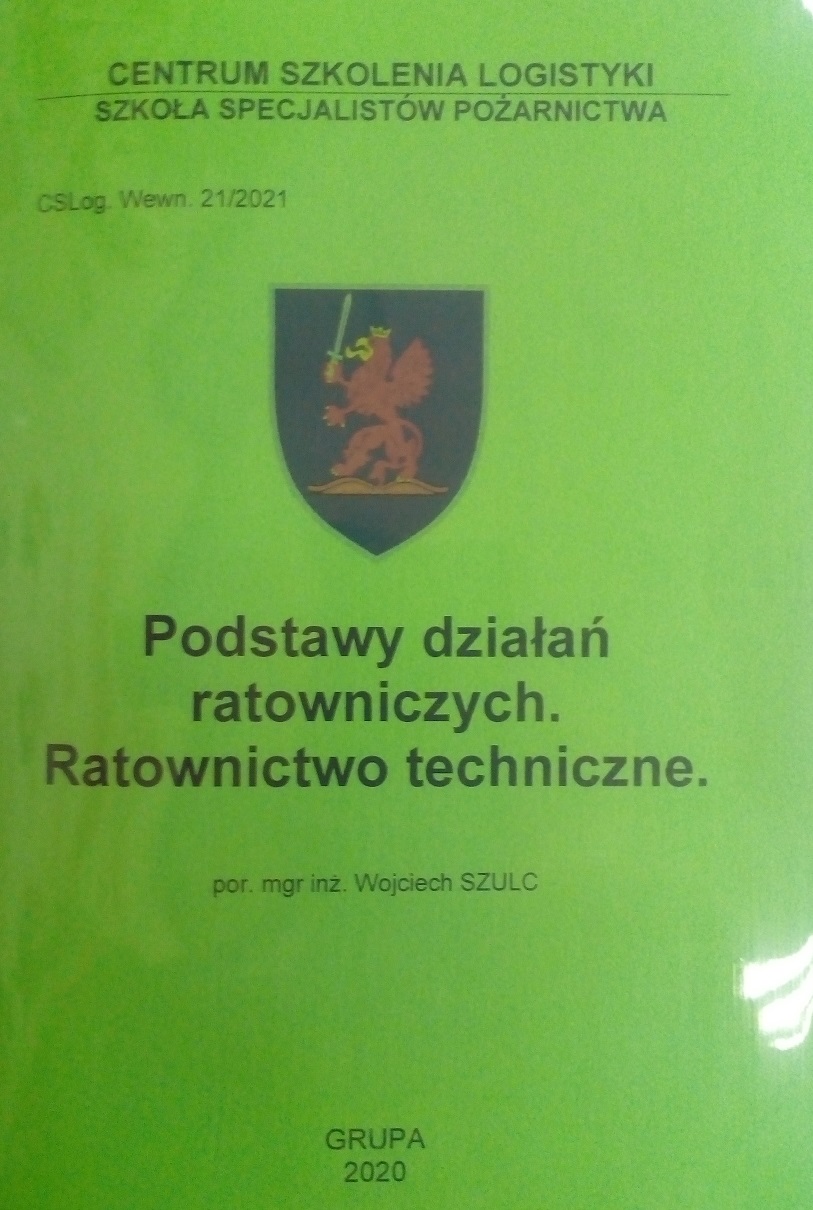 CENTRUM SZKOLENIA LOGISTYKI
SZKOŁA SPECJALISTÓW POŻARNICTWA
CSLog. Wewn. 21/2021
Podstawy działań
ratowniczych.
Ratownictwo techniczne.
por. mgr inż. Wojciech SZULC
GRUPA
2020